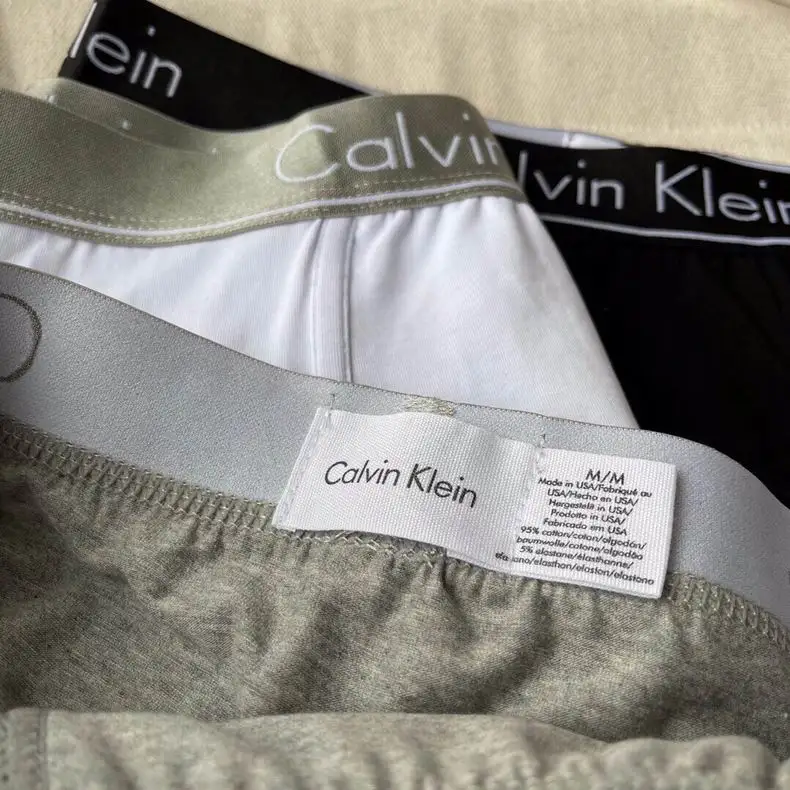 lein
Calvin
lvin Klein
Calvin Klein
M/M
Made in USA/Fabriqué au
USA/Hecho en USA/
Hergestellt in USA/
Prodotto in USA/
Fabricado em USA
95% cotton/coton/algodón/
baumwolle/cotone/algodão
5% elastane/élasthanne/
elastano/elasthan/elastan/elastano